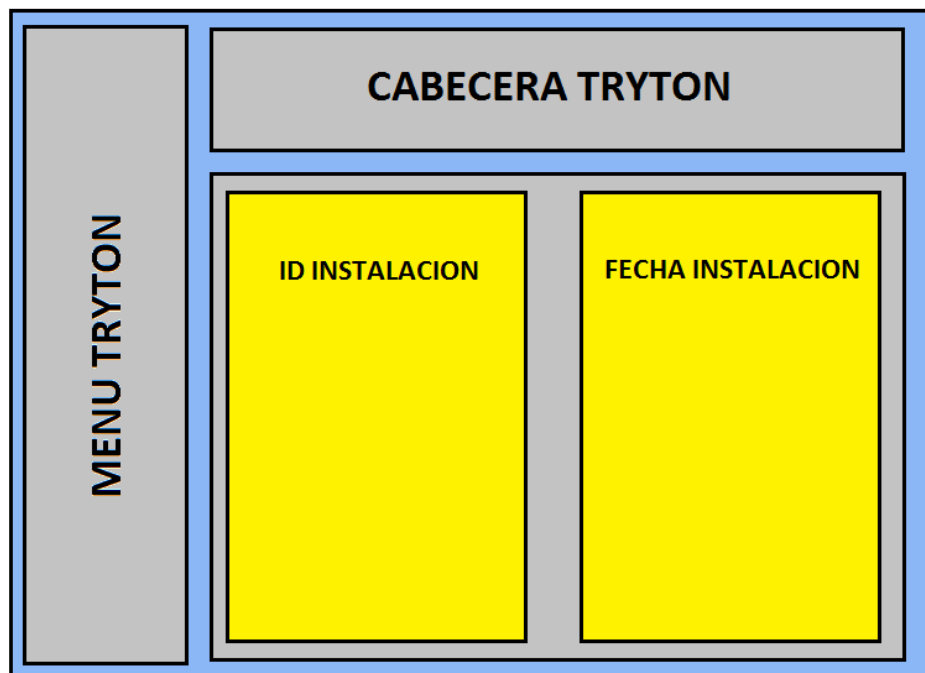 CABECERA TRYTON
MENU TRYTON
ID INSTALACION
FECHA INSTALACION